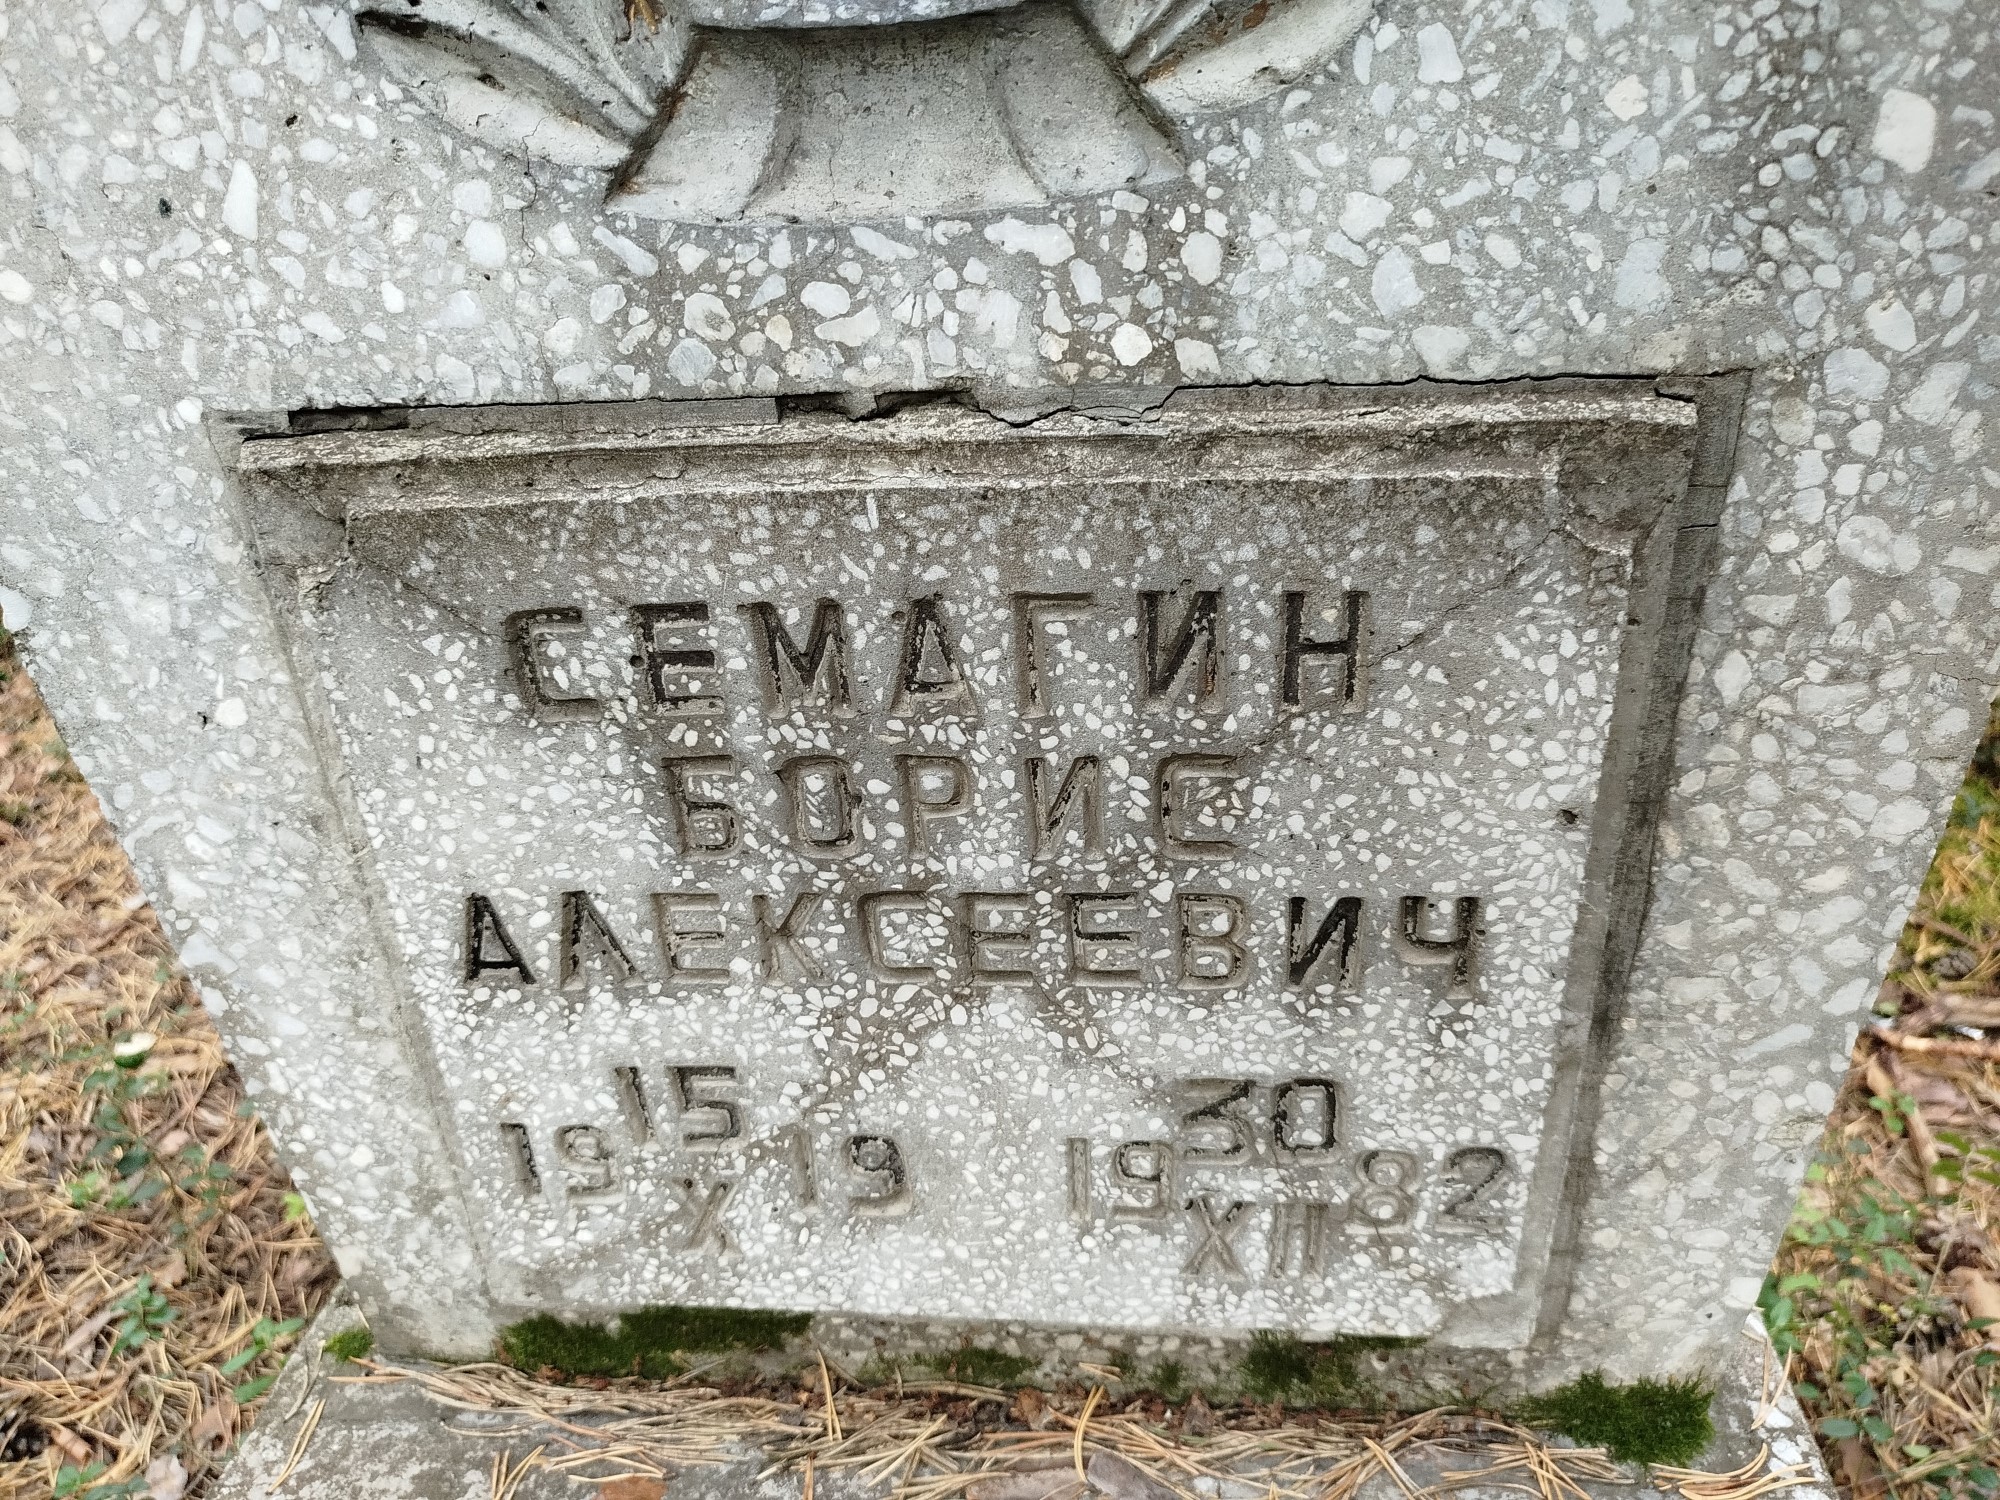 СЕМАГИН
БОРИС
АЛЕКСЕЕВИЧ
19 15/X 19 19 30/XII 82